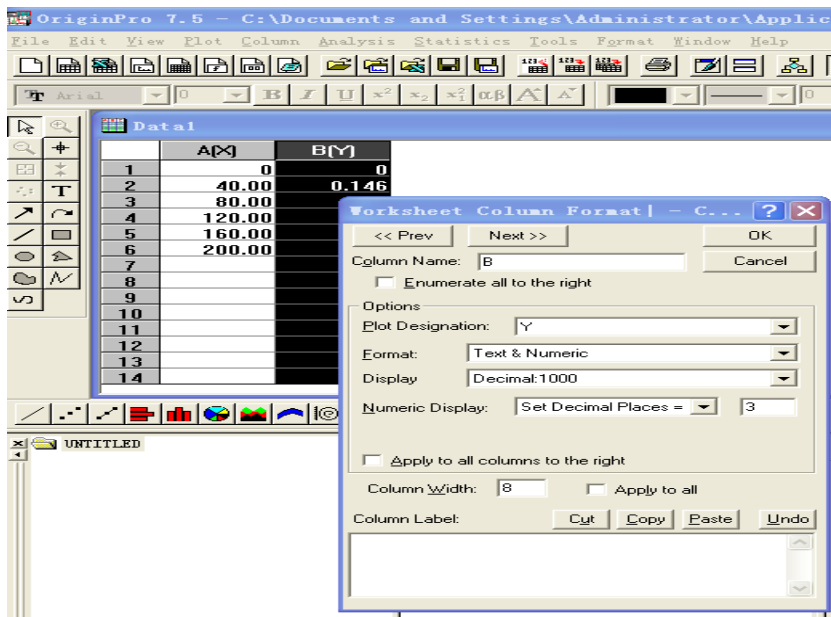 OriginPro 7.5 - C:\Documents and Settings\Administrator\Applic
File Edit View Plot Column Analysis Statistics Tools Format Window Help
Arial 0 B I U x² x₂ αβ A A 0
Data1
A(X) B(Y)
1 0 0
2 40.00 0.146
3 80.00
4 120.00
5 160.00
6 200.00
7
8
9
10
11
12
13
14
Worksheet Column Format| - C...
<< Prev Next >> OK
Column Name: B Cancel
Enumerate all to the right
Options
Plot Designation: Y
Format: Text & Numeric
Display Decimal:1000
Numeric Display: Set Decimal Places = 3
Apply to all columns to the right
Column Width: 8 Apply to all
Column Label: Cut Copy Paste Undo
UNTITLED